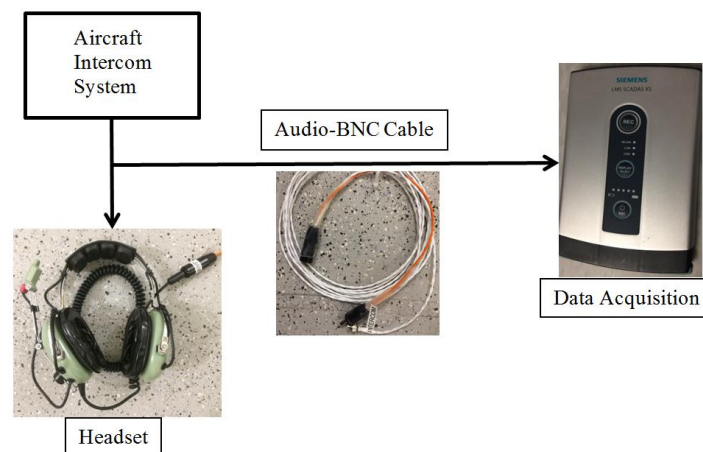 Aircraft
Intercom
System
Audio-BNC Cable
SIEMENS
LMS SCADAS XS
REC
Data Acquisition
Headset